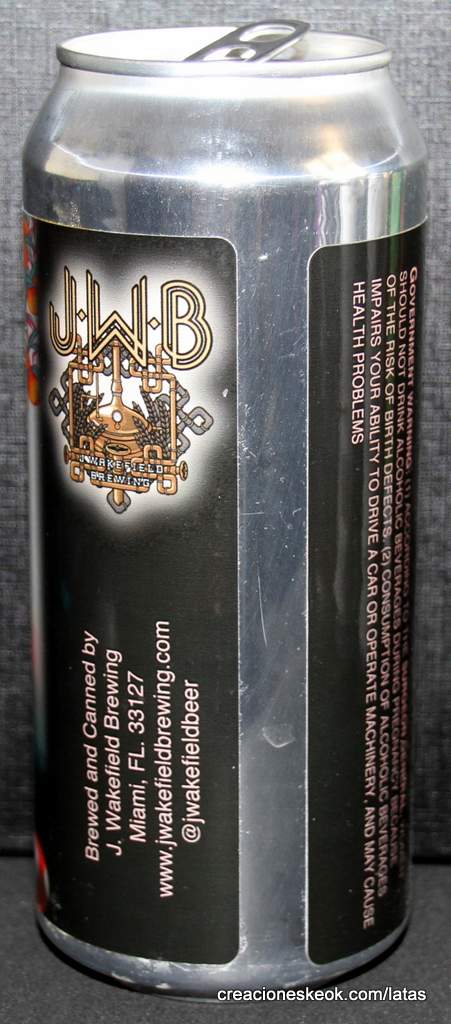 J.W.B
J. WAKEFIELD
BREWING
Brewed and Canned by
J. Wakefield Brewing
Miami, FL. 33127
www.jwakefieldbrewing.com
@jwakefieldbeer
GOVERNMENT WARNING: (1) ACCORDING TO THE SURGEON GENERAL,
SHOULD NOT DRINK ALCOHOLIC BEVERAGES DURING PREGNANCY BECAUSE
OF THE RISK OF BIRTH DEFECTS. (2) CONSUMPTION OF ALCOHOLIC BEVERAGES
IMPAIRS YOUR ABILITY TO DRIVE A CAR OR OPERATE MACHINERY, AND MAY CAUSE
HEALTH PROBLEMS
creacioneskeok.com/latas